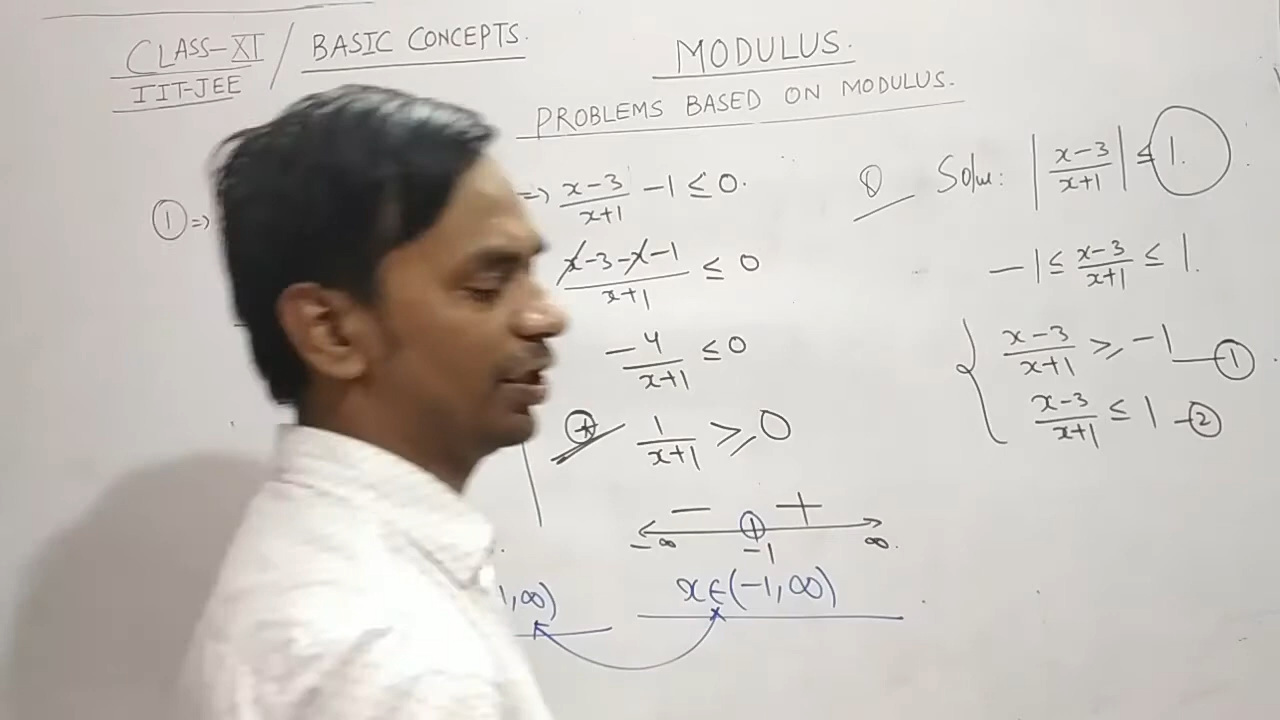 CLASS-XI / BASIC CONCEPTS.
IIT-JEE
MODULUS.
PROBLEMS BASED ON MODULUS.
① =>
=> x-3/x+1 -1 ≤ 0.
x-3-x-1/x+1 ≤ 0
-4/x+1 ≤ 0
* 1/x+1 ≥ 0
- +
-∞ -1 ∞.
x∈(-1,∞)
1,∞)
Q Solve: |x-3/x+1| ≤ 1.
-1 ≤ x-3/x+1 ≤ 1.
{ x-3/x+1 ≥ -1 — ①
x-3/x+1 ≤ 1 - ②